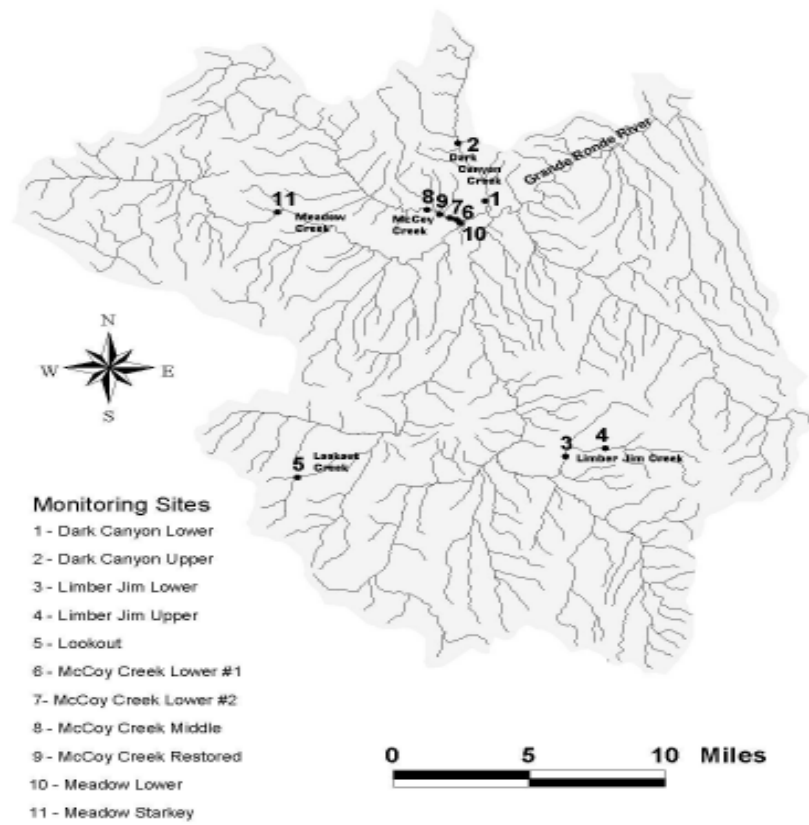 2
Dark
Canyon
Creek
Grande Ronde River
1
11
Meadow
Creek
8
9
7
6
McCoy
Creek
10
N
W E
S
3
4
Limber Jim Creek
Lookout
Creek
5
Monitoring Sites
1 - Dark Canyon Lower
2 - Dark Canyon Upper
3 - Limber Jim Lower
4 - Limber Jim Upper
5 - Lookout
6 - McCoy Creek Lower #1
7- McCoy Creek Lower #2
8 - McCoy Creek Middle
9 - McCoy Creek Restored
10 - Meadow Lower
11 - Meadow Starkey
0 5 10 Miles